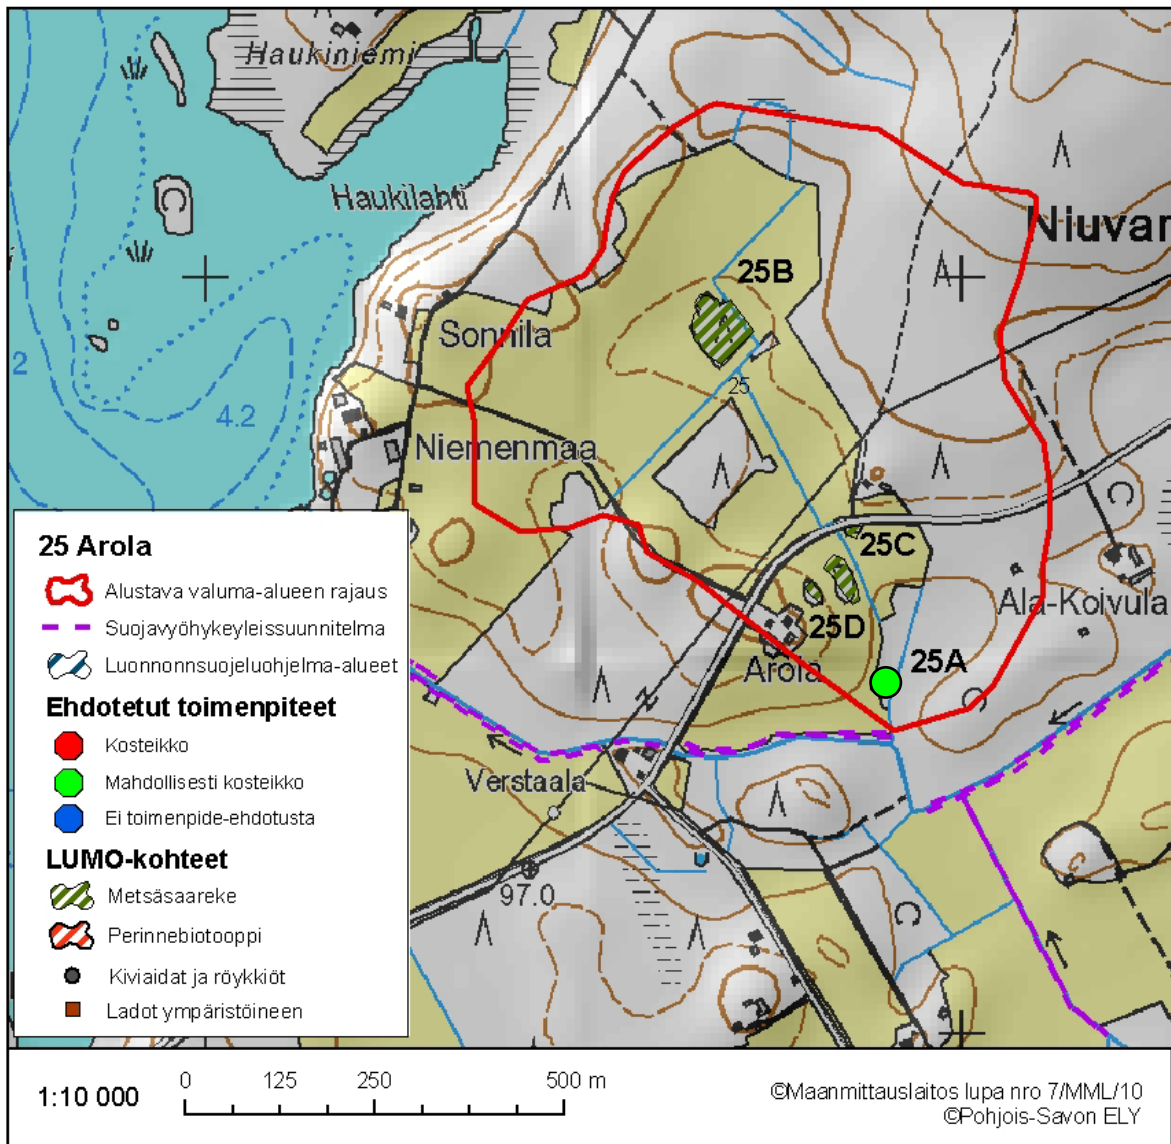 Haukiniemi
Haukilahti
Niuvar
25B
Sonnila
25
Niemenmaa
4.2
2
25C
Ala-Koivula
25D
25A
Arola
Verstaala
97.0
25 Arola
Alustava valuma-alueen rajaus
Suojavyöhykeyleissuunnitelma
Luonnonnsuojeluohjelma-alueet
Ehdotetut toimenpiteet
Kosteikko
Mahdollisesti kosteikko
Ei toimenpide-ehdotusta
LUMO-kohteet
Metsäsaareke
Perinnebiotooppi
Kiviaidat ja röykkiöt
Ladot ympäristöineen
1:10 000
0 125 250 500 m
©Maanmittauslaitos lupa nro 7/MML/10
©Pohjois-Savon ELY